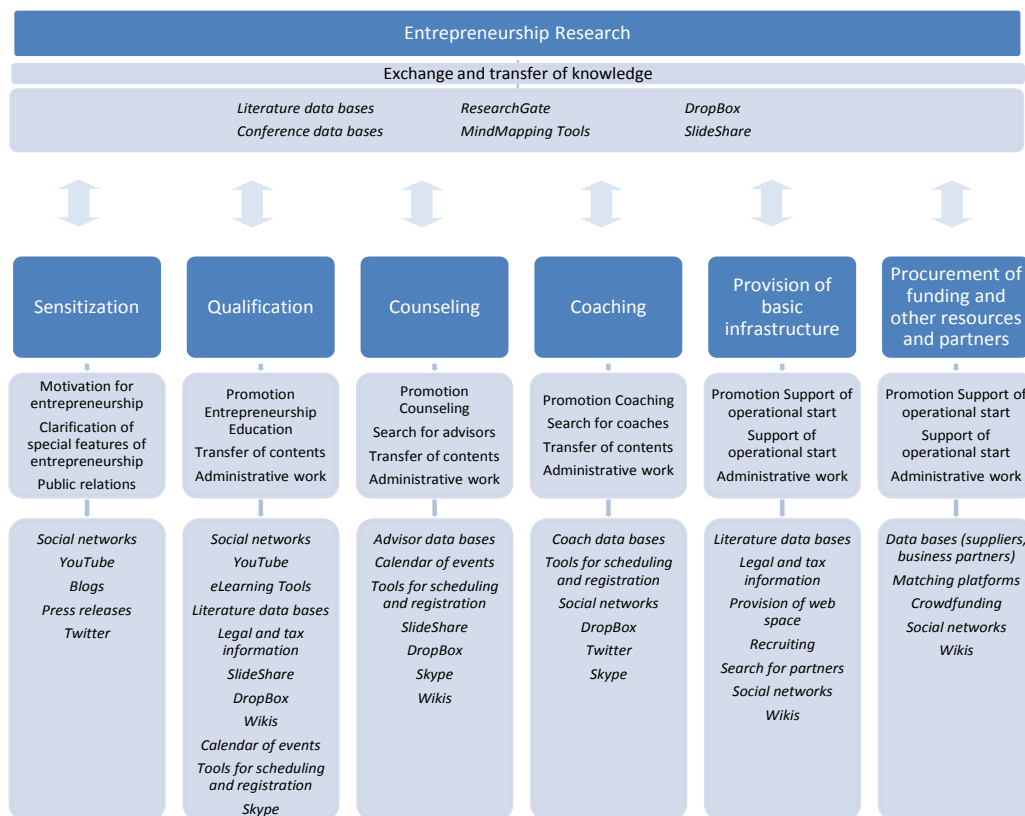 Entrepreneurship Research
Exchange and transfer of knowledge
Literature data bases
ResearchGate
DropBox
Conference data bases
MindMapping Tools
SlideShare
Sensitization
Motivation for
entrepreneurship
Clarification of
special features of
entrepreneurship
Public relations
Social networks
YouTube
Blogs
Press releases
Twitter
Qualification
Promotion
Entrepreneurship
Education
Transfer of contents
Administrative work
Social networks
YouTube
eLearning Tools
Literature data bases
Legal and tax
information
SlideShare
DropBox
Wikis
Calendar of events
Tools for scheduling
and registration
Skype
Counseling
Promotion
Counseling
Search for advisors
Transfer of contents
Administrative work
Advisor data bases
Calendar of events
Tools for scheduling
and registration
SlideShare
DropBox
Skype
Wikis
Coaching
Promotion Coaching
Search for coaches
Transfer of contents
Administrative work
Coach data bases
Tools for scheduling
and registration
Social networks
DropBox
Twitter
Skype
Provision of
basic
infrastructure
Promotion Support of
operational start
Support of
operational start
Administrative work
Literature data bases
Legal and tax
information
Provision of web
space
Recruiting
Search for partners
Social networks
Wikis
Procurement of
funding and
other resources
and partners
Promotion Support of
operational start
Support of
operational start
Administrative work
Data bases (suppliers,
business partners)
Matching platforms
Crowdfunding
Social networks
Wikis